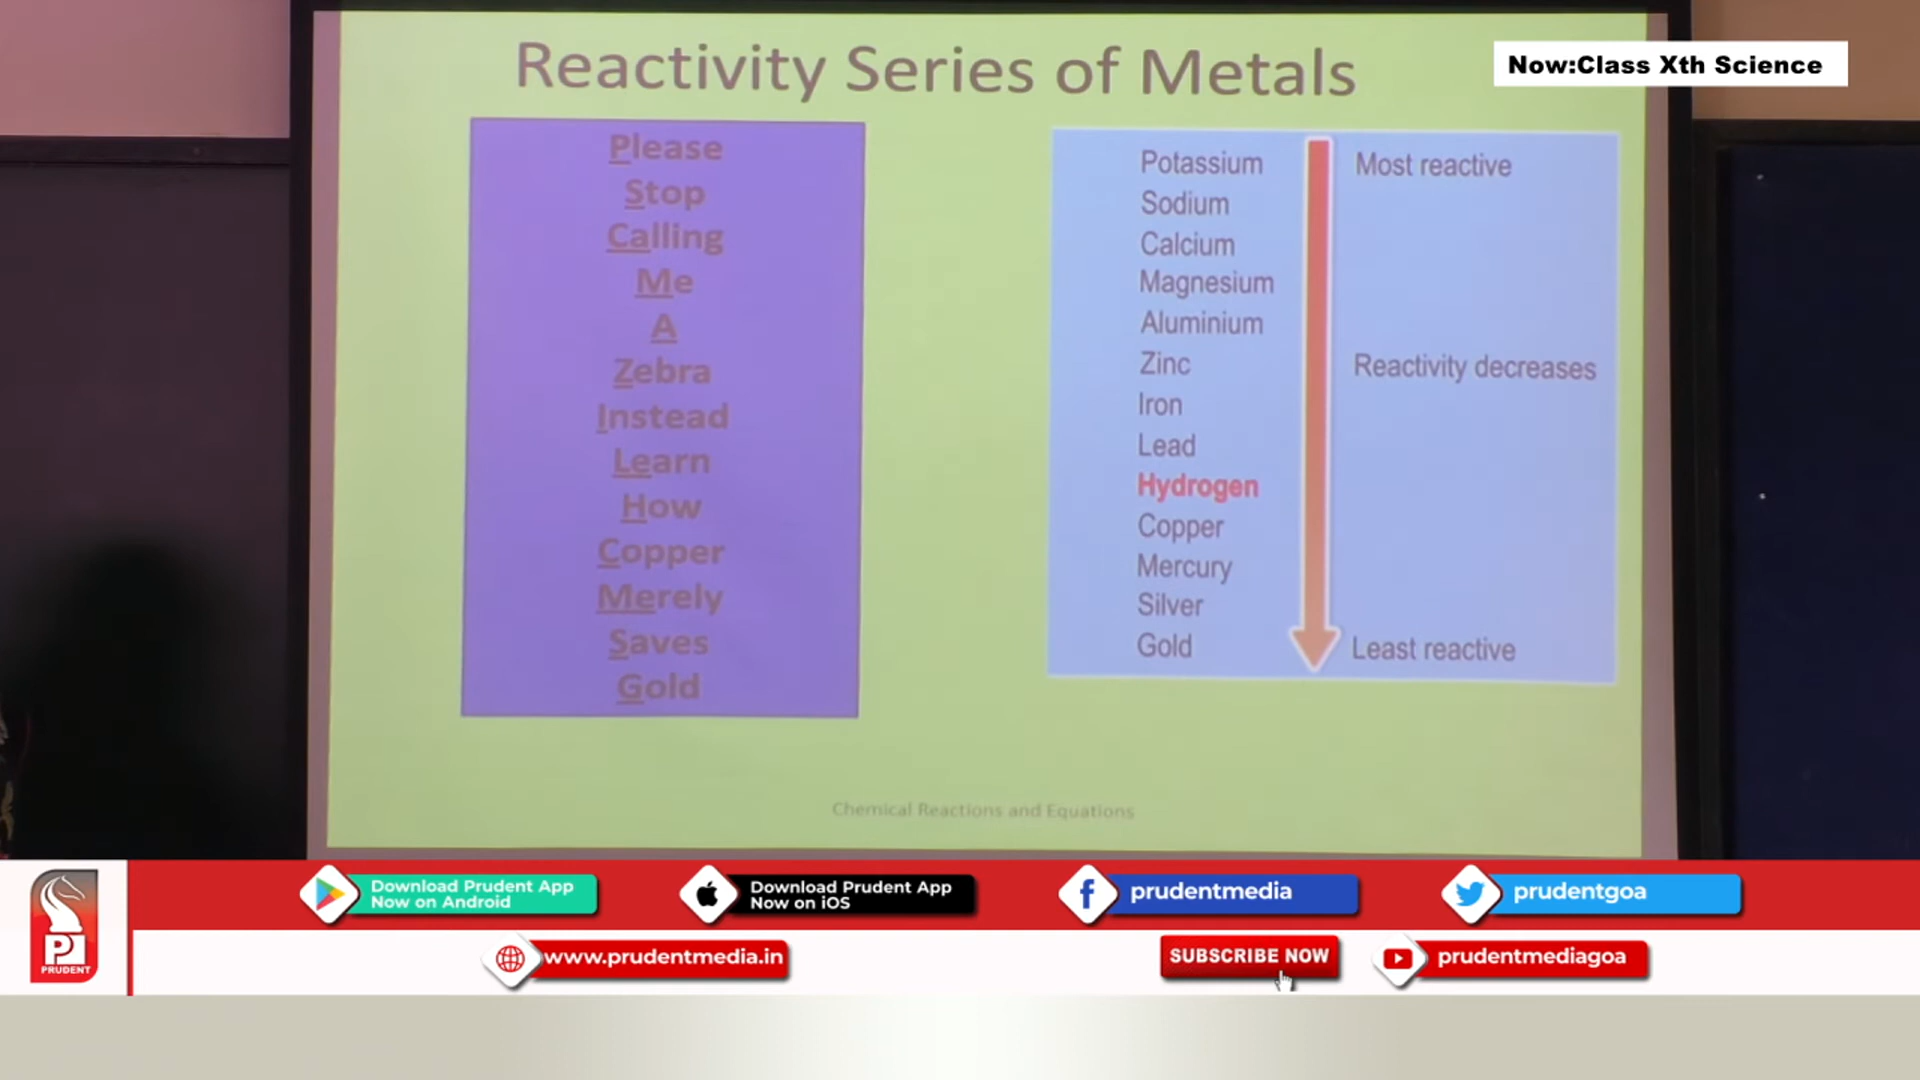 Reactivity Series of Metals
Now:Class Xth Science
Please
Stop
Calling
Me
A
Zebra
Instead
Learn
How
Copper
Merely
Saves
Gold
Potassium
Sodium
Calcium
Magnesium
Aluminium
Zinc
Iron
Lead
Hydrogen
Copper
Mercury
Silver
Gold
Most reactive
Reactivity decreases
Least reactive
Chemical Reactions and Equations
PRUDENT
Download Prudent App
Now on Android
Download Prudent App
Now on iOS
prudentmedia
prudentgoa
www.prudentmedia.in
SUBSCRIBE NOW
prudentmediagoa